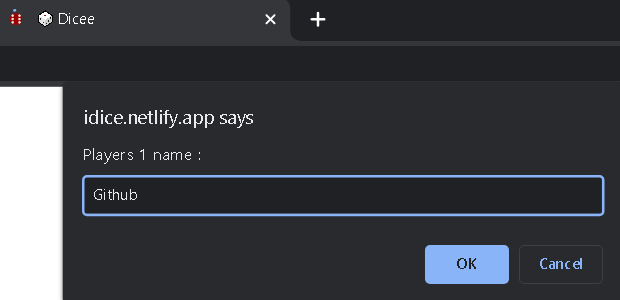 Dicee
idice.netlify.app says
Players 1 name :
Github
OK Cancel